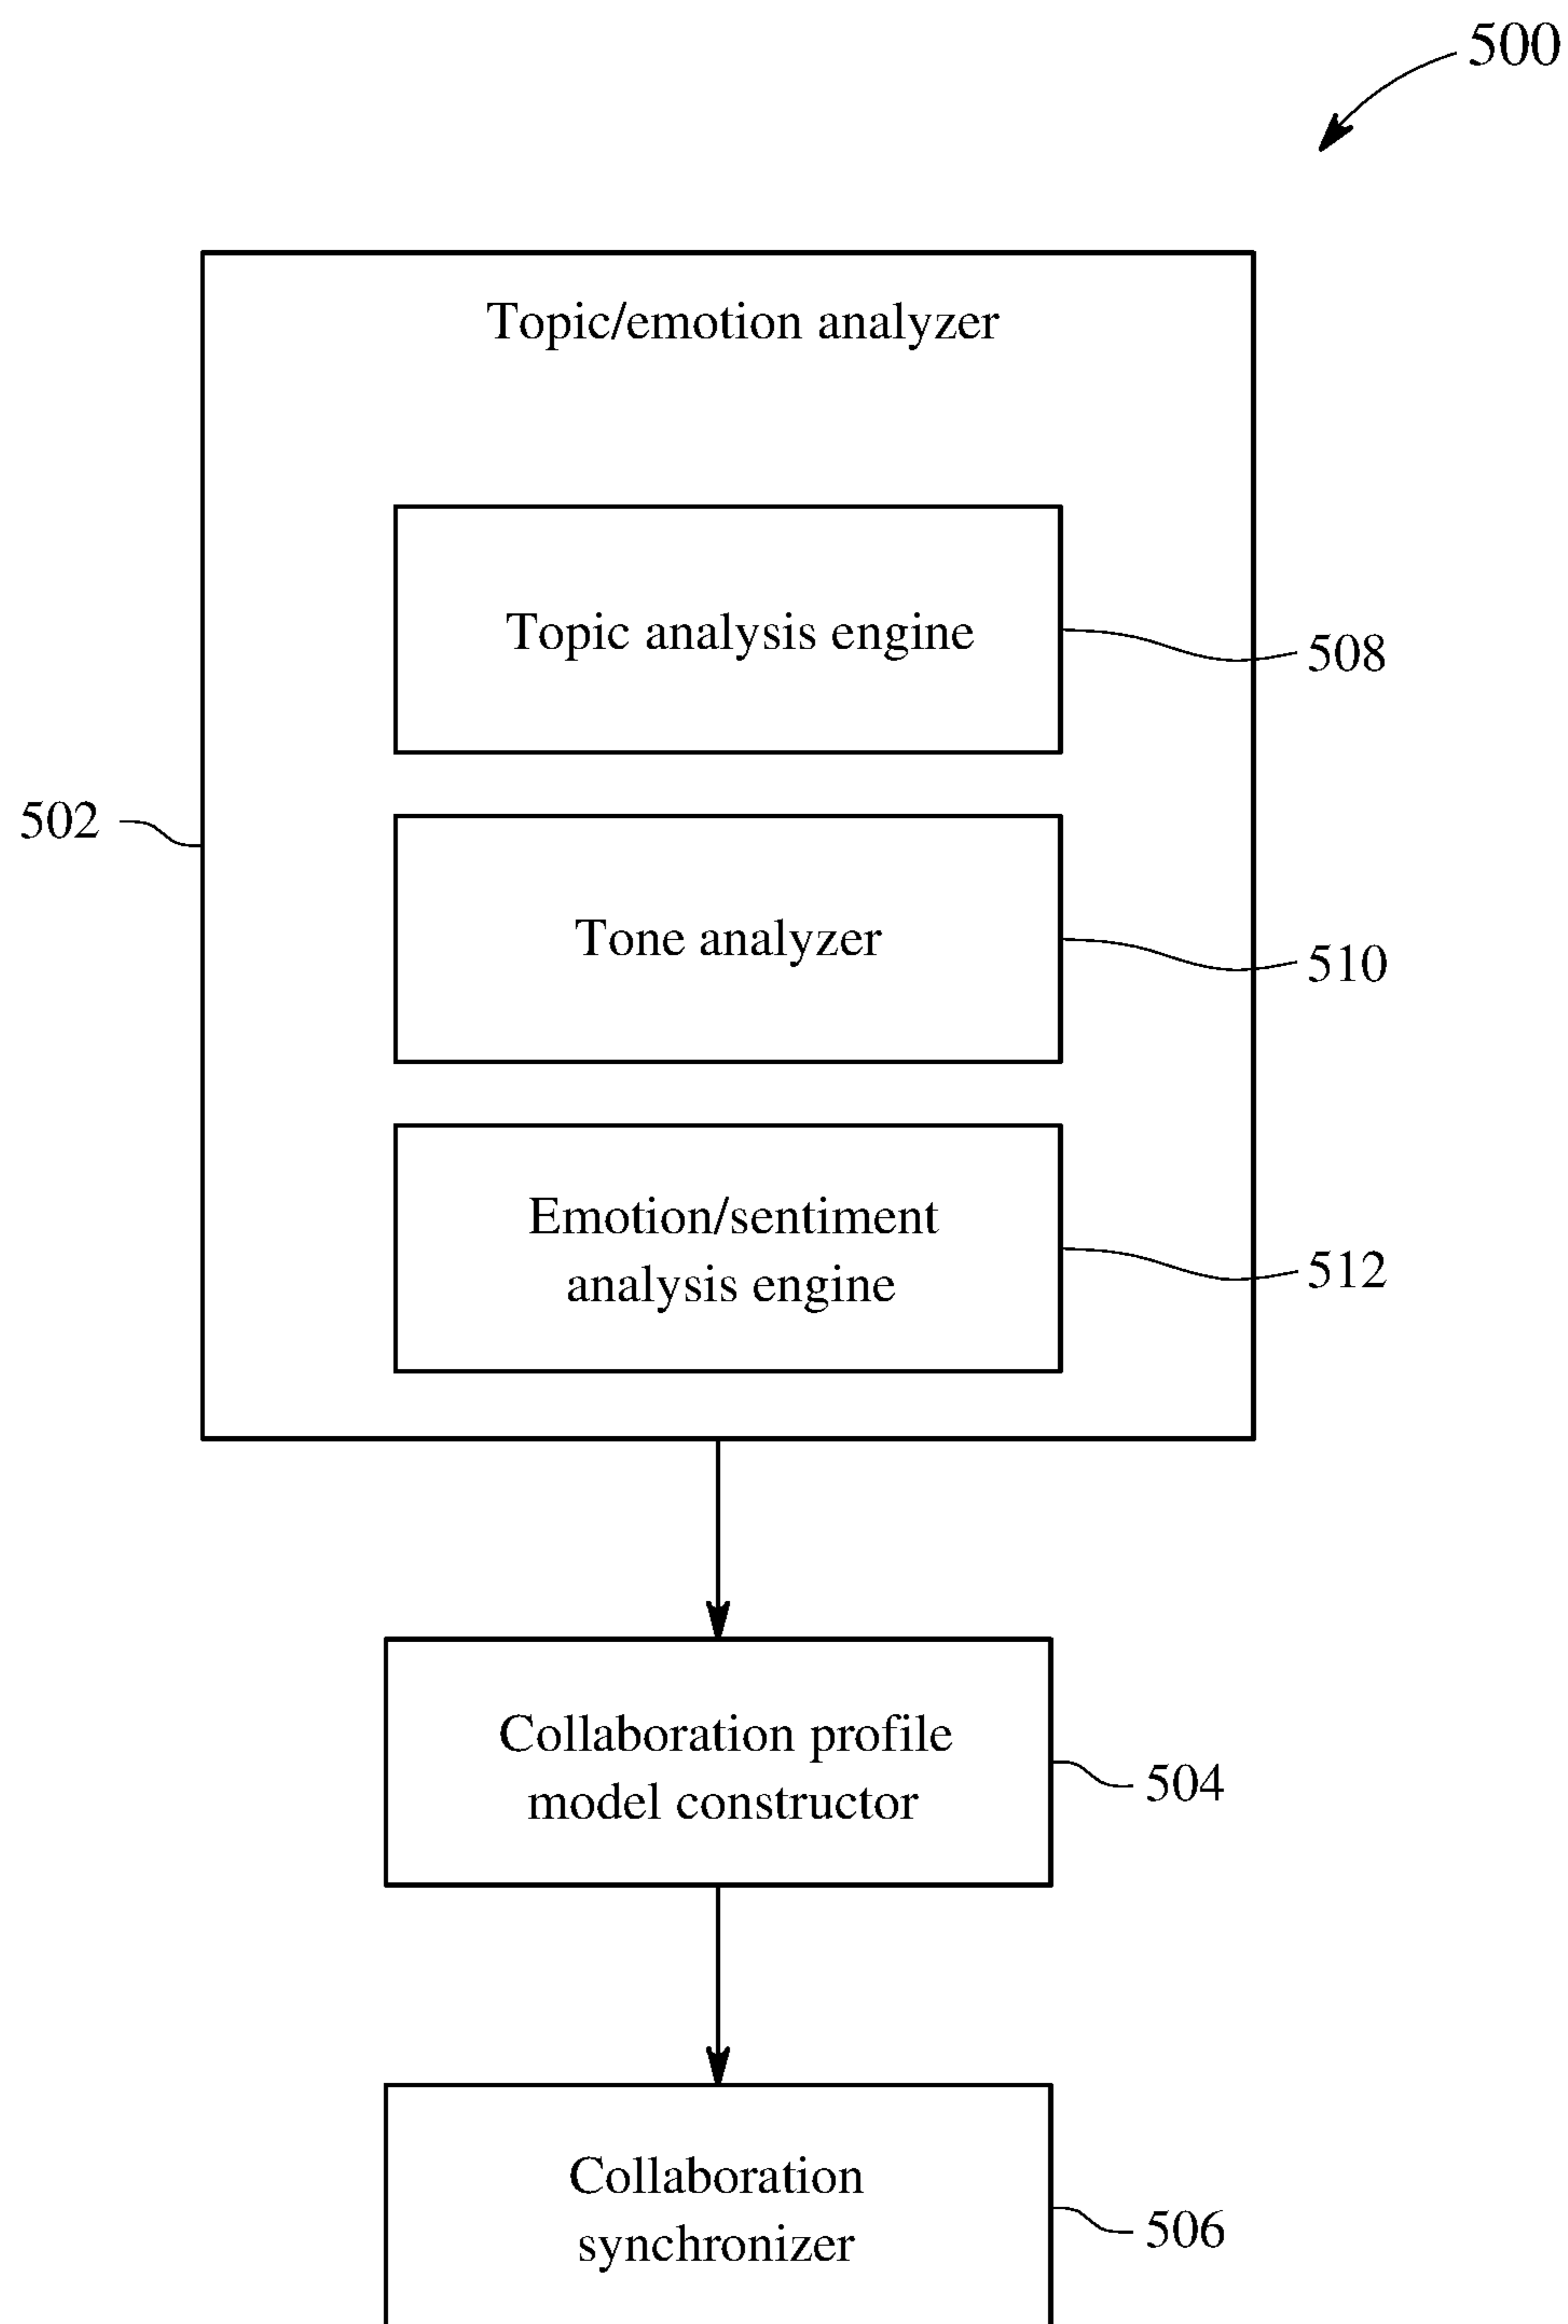 500
Topic/emotion analyzer
Topic analysis engine
508
502
Tone analyzer
510
Emotion/sentiment
analysis engine
512
Collaboration profile
model constructor
504
Collaboration
synchronizer
506